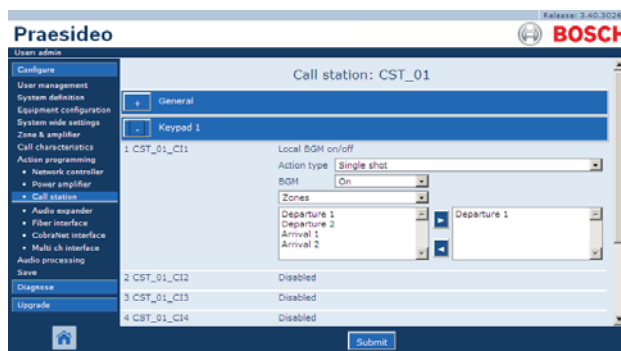 Release: 3.40.3026
Praesideo
BOSCH
User: admin
Configure
User management
System definition
Equipment configuration
System wide settings
Zone & amplifier
Call characteristics
Action programming
• Network controller
• Power amplifier
• Call station
• Audio expander
• Fiber interface
• CobraNet interface
• Multi ch interface
Audio processing
Save
Diagnose
Upgrade
Call station: CST_01
+ General
- Keypad 1
1 CST_01_CI1 Local BGM on/off
Action type Single shot
BGM On
Zones
Departure 1 Departure 1
Departure 2
Arrival 1
Arrival 2
2 CST_01_CI2 Disabled
3 CST_01_CI3 Disabled
4 CST_01_CI4 Disabled
Submit